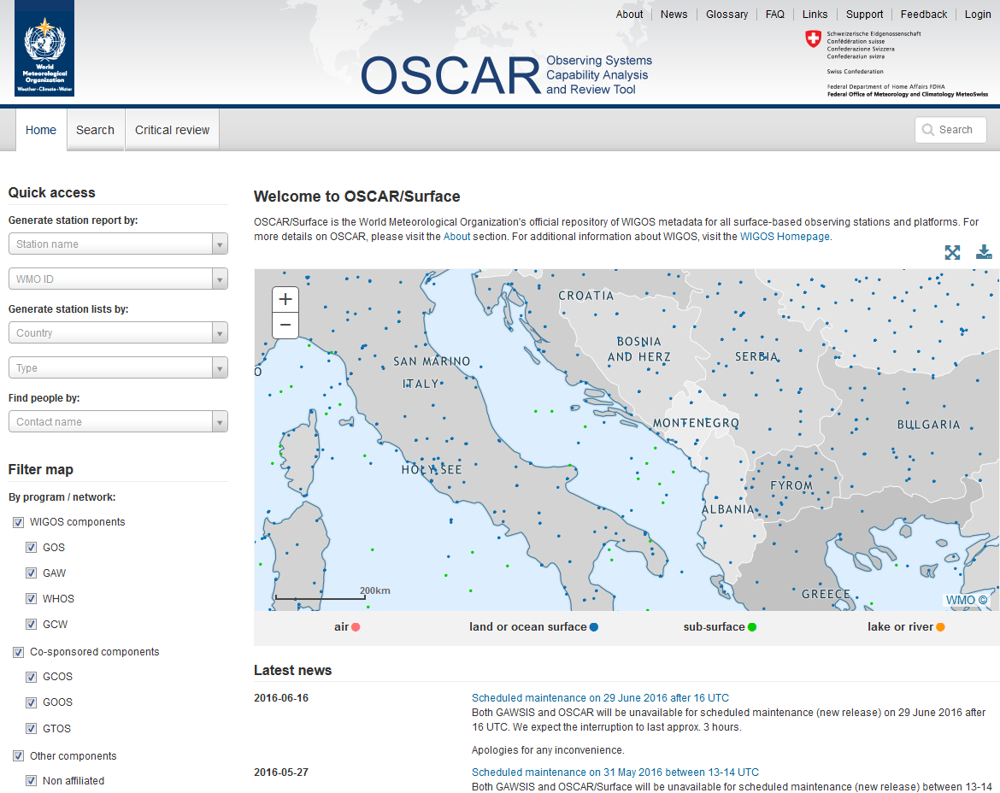 World
Meteorological
Organization
Weather • Climate • Water
About
News
Glossary
FAQ
Links
Support
Feedback
Login
OSCAR
Observing Systems
Capability Analysis
and Review Tool
Schweizerische Eidgenossenschaft
Confédération suisse
Confederazione Svizzera
Confederaziun svizra
Swiss Confederation
Federal Department of Home Affairs FDHA
Federal Office of Meteorology and Climatology MeteoSwiss
Home
Search
Critical review
Search
Quick access
Generate station report by:
Station name
WMO ID
Generate station lists by:
Country
Type
Find people by:
Contact name
Filter map
By program / network:
WIGOS components
GOS
GAW
WHOS
GCW
Co-sponsored components
GCOS
GOOS
GTOS
Other components
Non affiliated
Welcome to OSCAR/Surface
OSCAR/Surface is the World Meteorological Organization's official repository of WIGOS metadata for all surface-based observing stations and platforms. For
more details on OSCAR, please visit the About section. For additional information about WIGOS, visit the WIGOS Homepage.
+
−
CROATIA
BOSNIA
AND HERZ
SAN MARINO
SERBIA
O
ITALY
MONTENEGRO
BULGARIA
HOLY SEE
FYROM
ALBANIA
GREECE
200km
WMO ©
air
land or ocean surface
sub-surface
lake or river
Latest news
2016-06-16
Scheduled maintenance on 29 June 2016 after 16 UTC
Both GAWSIS and OSCAR will be unavailable for scheduled maintenance (new release) on 29 June 2016 after
16 UTC. We expect the interruption to last approx. 3 hours.
Apologies for any inconvenience.
2016-05-27
Scheduled maintenance on 31 May 2016 between 13-14 UTC
Both GAWSIS and OSCAR/Surface will be unavailable for scheduled maintenance (new release) between 13-14